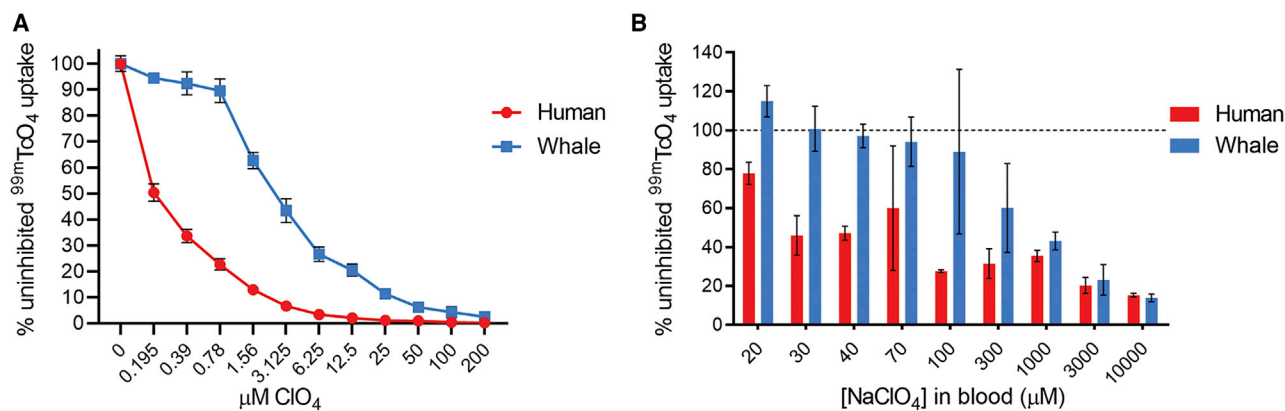 A
% uninhibited ⁹⁹ᵐTcO₄ uptake
100
90
80
70
60
50
40
30
20
10
0
0 0.195 0.39 0.78 1.56 3.125 6.25 12.5 25 50 100 200
μM ClO₄
Human
Whale
B
% uninhibited ⁹⁹ᵐTcO₄ uptake
140
120
100
80
60
40
20
0
20 30 40 70 100 300 1000 3000 10000
[NaClO₄] in blood (μM)
Human
Whale